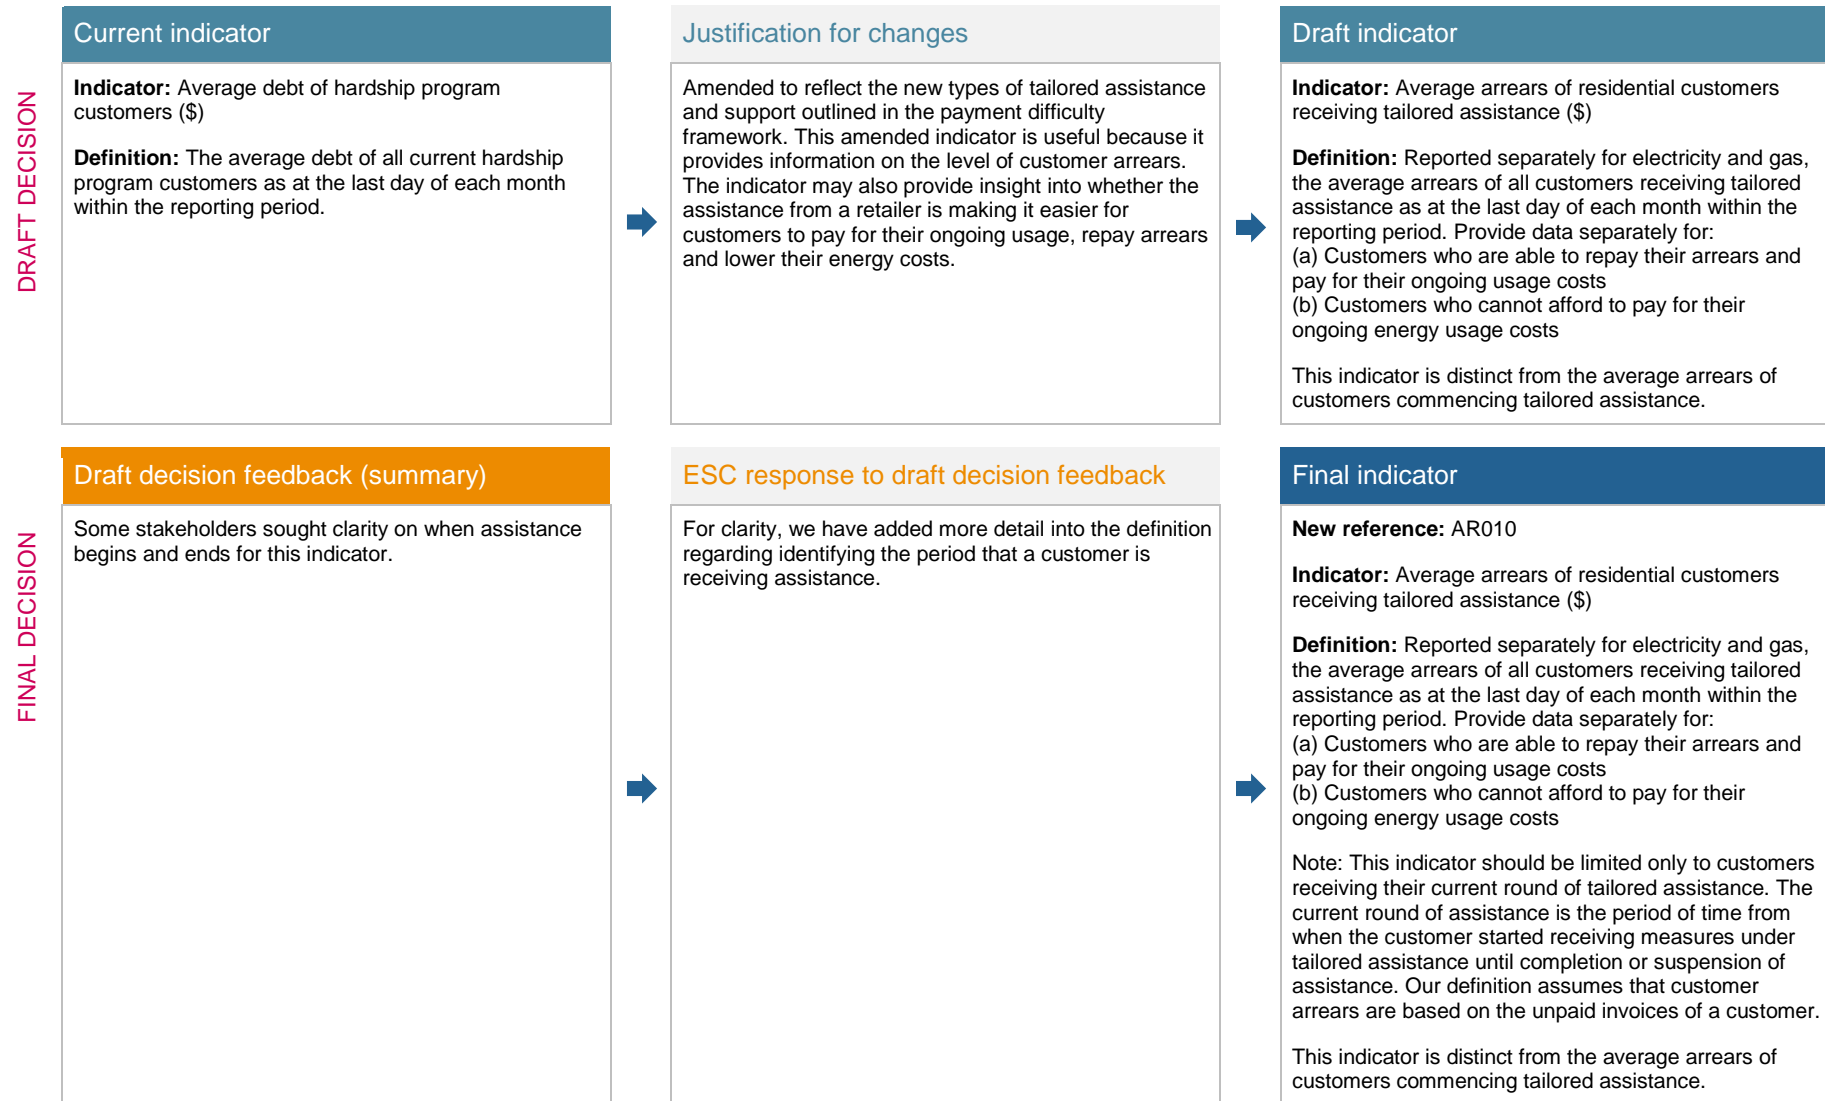 DRAFT DECISION
Current indicator
Indicator: Average debt of hardship program
customers ($)
Definition: The average debt of all current hardship
program customers as at the last day of each month
within the reporting period.
Justification for changes
Amended to reflect the new types of tailored assistance
and support outlined in the payment difficulty
framework. This amended indicator is useful because it
provides information on the level of customer arrears.
The indicator may also provide insight into whether the
assistance from a retailer is making it easier for
customers to pay for their ongoing usage, repay arrears
and lower their energy costs.
Draft indicator
Indicator: Average arrears of residential customers
receiving tailored assistance ($)
Definition: Reported separately for electricity and gas,
the average arrears of all customers receiving tailored
assistance as at the last day of each month within the
reporting period. Provide data separately for:
(a) Customers who are able to repay their arrears and
pay for their ongoing usage costs
(b) Customers who cannot afford to pay for their
ongoing energy usage costs
This indicator is distinct from the average arrears of
customers commencing tailored assistance.
FINAL DECISION
Draft decision feedback (summary)
Some stakeholders sought clarity on when assistance
begins and ends for this indicator.
ESC response to draft decision feedback
For clarity, we have added more detail into the definition
regarding identifying the period that a customer is
receiving assistance.
Final indicator
New reference: AR010
Indicator: Average arrears of residential customers
receiving tailored assistance ($)
Definition: Reported separately for electricity and gas,
the average arrears of all customers receiving tailored
assistance as at the last day of each month within the
reporting period. Provide data separately for:
(a) Customers who are able to repay their arrears and
pay for their ongoing usage costs
(b) Customers who cannot afford to pay for their
ongoing energy usage costs
Note: This indicator should be limited only to customers
receiving their current round of tailored assistance. The
current round of assistance is the period of time from
when the customer started receiving measures under
tailored assistance until completion or suspension of
assistance. Our definition assumes that customer
arrears are based on the unpaid invoices of a customer.
This indicator is distinct from the average arrears of
customers commencing tailored assistance.